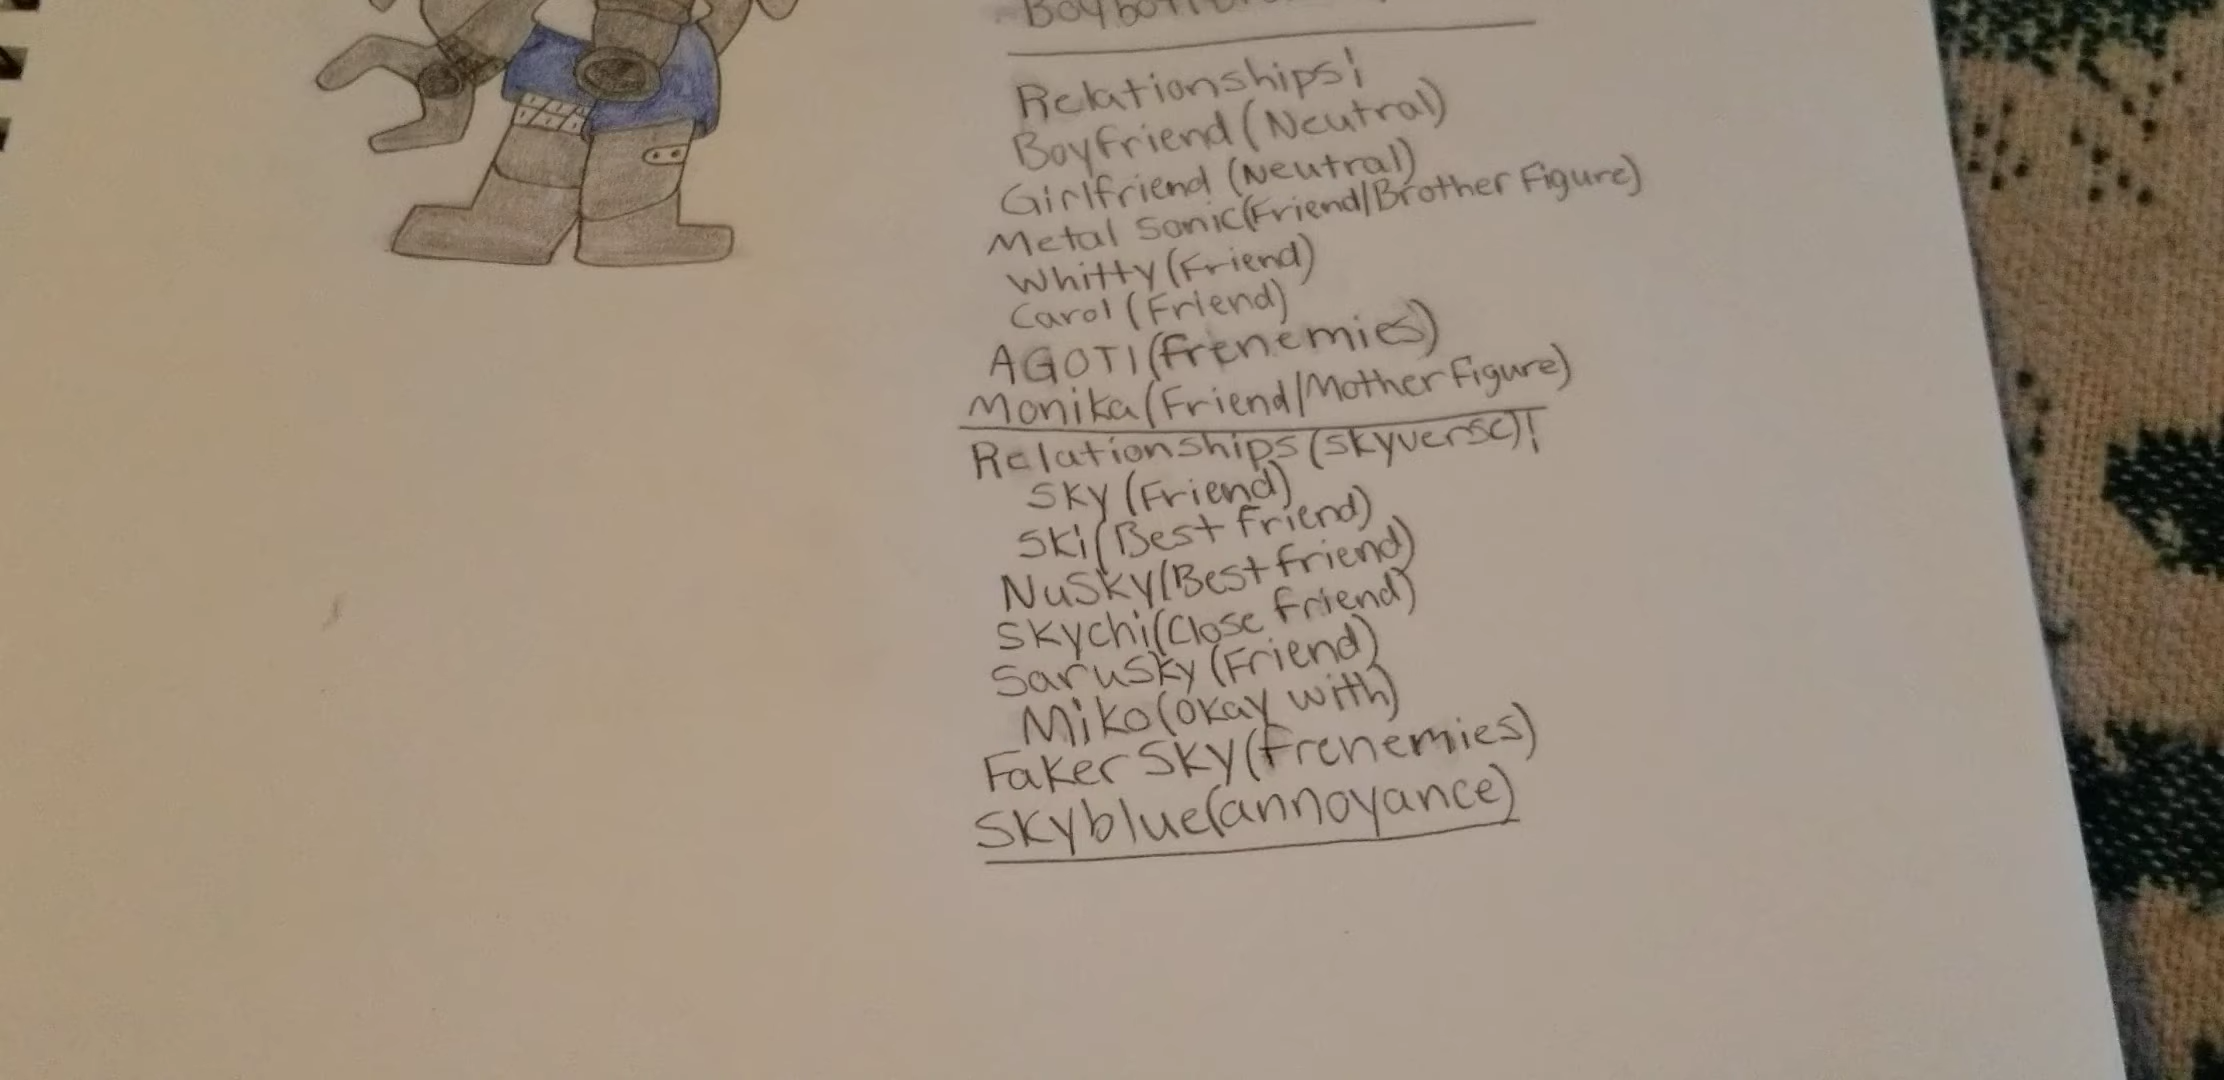 Relationships!
Boyfriend (Neutral)
Girlfriend (Neutral)
Metal Sonic(Friend/Brother Figure)
Whitty (Friend)
Carol (Friend)
AGOTI (frenemies)
Monika (Friend/Mother figure)
Relationships (skyverse)!
Sky (Friend)
Ski (Best friend)
NuSky (Best friend)
Skychi (Close friend)
SaruSky (Friend)
Miko (okay with)
Faker Sky (frenemies)
Skyblue (annoyance)